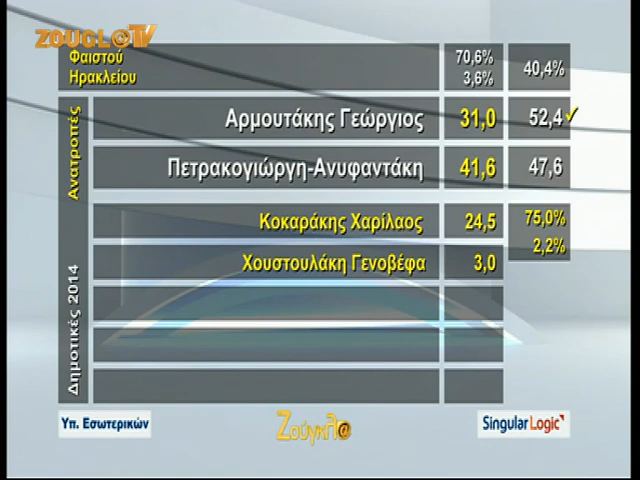 ZOUGL@TV
Φαιστού 70,6% 40,4%
Ηρακλείου 3,6%
Ανατροπές
Αρμουτάκης Γεώργιος 31,0 52,4
Πετρακογιώργη-Ανυφαντάκη 41,6 47,6
Κοκαράκης Χαρίλαος 24,5 75,0%
Χουστουλάκη Γενοβέφα 3,0 2,2%
Δημοτικές 2014
Υπ. Εσωτερικών Ζούγκλ@ SingularLogic